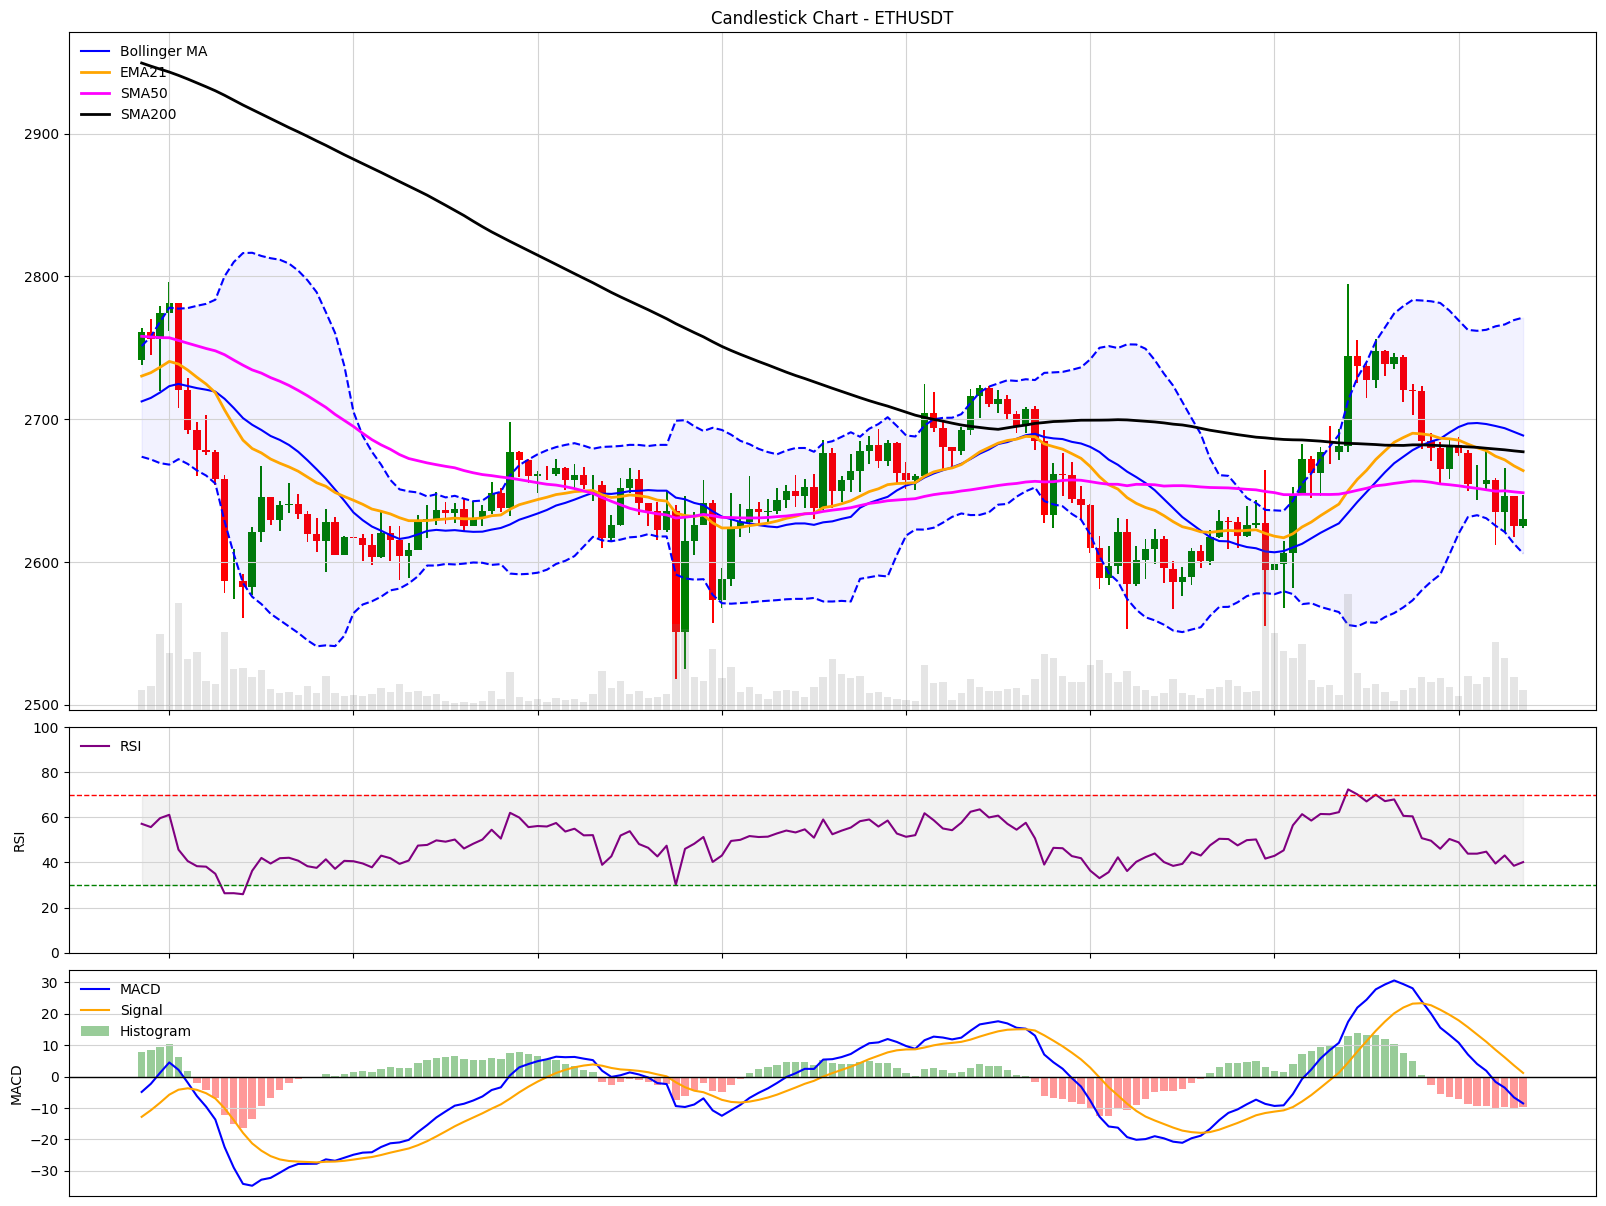 Candlestick Chart - ETHUSDT
Bollinger MA
EMA21
SMA50
SMA200
2900
2800
2700
2600
2500
100
80
60
40
20
0
RSI
RSI
30
20
10
0
−10
−20
−30
MACD
MACD
Signal
Histogram